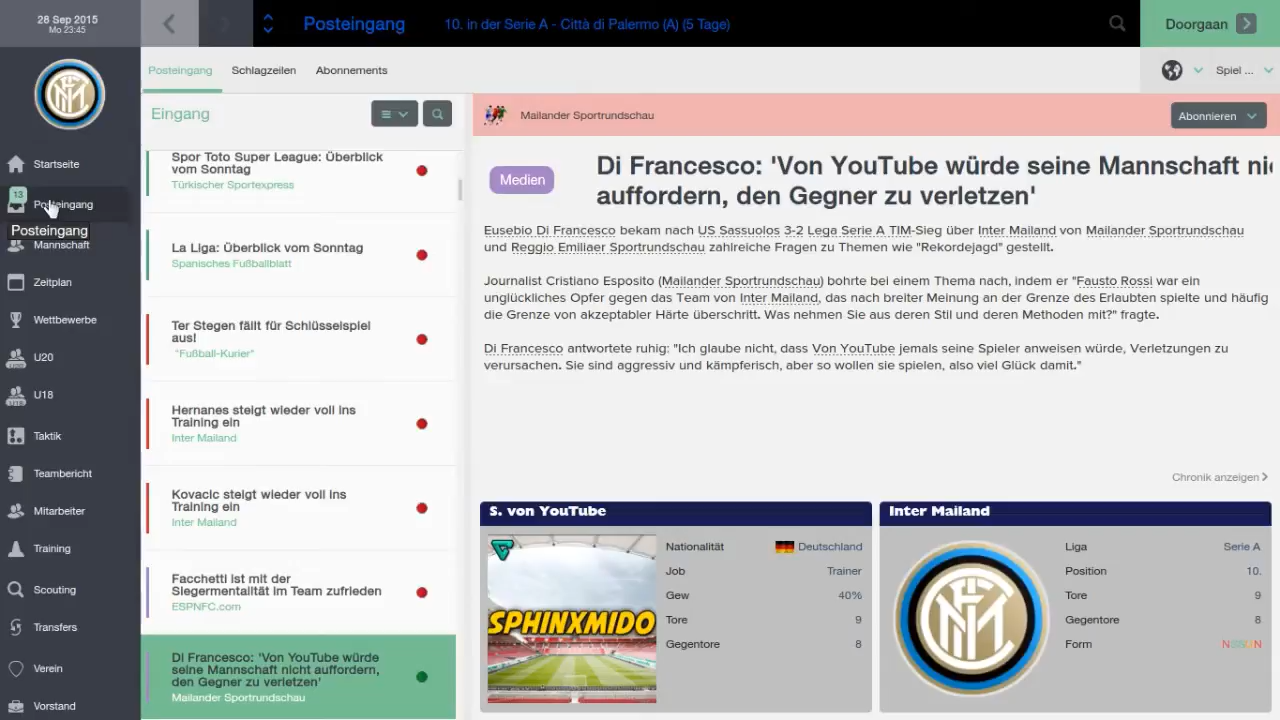 28 Sep 2015
Mo 23:45
Posteingang
10. in der Serie A - Città di Palermo (A) (5 Tage)
Doorgaan
Posteingang
Schlagzeilen
Abonnements
Spiel ...
Startseite
13
Posteingang
Posteingang
Mannschaft
Zeitplan
Wettbewerbe
U20
U18
Taktik
Teambericht
Mitarbeiter
Training
Scouting
Transfers
Verein
Vorstand
Eingang
Spor Toto Super League: Überblick
vom Sonntag
Türkischer Sportexpress
La Liga: Überblick vom Sonntag
Spanisches Fußballblatt
Ter Stegen fällt für Schlüsselspiel
aus!
"Fußball-Kurier"
Hernanes steigt wieder voll ins
Training ein
Inter Mailand
Kovacic steigt wieder voll ins
Training ein
Inter Mailand
Facchetti ist mit der
Siegermentalität im Team zufrieden
ESPNFC.com
Di Francesco: 'Von YouTube würde
seine Mannschaft nicht auffordern,
den Gegner zu verletzen'
Mailander Sportrundschau
Mailander Sportrundschau
Abonnieren
Medien
Di Francesco: 'Von YouTube würde seine Mannschaft nic
auffordern, den Gegner zu verletzen'
Eusebio Di Francesco bekam nach US Sassuolos 3-2 Lega Serie A TIM-Sieg über Inter Mailand von Mailander Sportrundschau
und Reggio Emiliaer Sportrundschau zahlreiche Fragen zu Themen wie "Rekordejagd" gestellt.
Journalist Cristiano Esposito (Mailander Sportrundschau) bohrte bei einem Thema nach, indem er "Fausto Rossi war ein
unglückliches Opfer gegen das Team von Inter Mailand, das nach breiter Meinung an der Grenze des Erlaubten spielte und häufig
die Grenze von akzeptabler Härte überschritt. Was nehmen Sie aus deren Stil und deren Methoden mit?" fragte.
Di Francesco antwortete ruhig: "Ich glaube nicht, dass Von YouTube jemals seine Spieler anweisen würde, Verletzungen zu
verursachen. Sie sind aggressiv und kämpferisch, aber so wollen sie spielen, also viel Glück damit."
Chronik anzeigen
S. von YouTube
SPHINXMIDO
Nationalität Deutschland
Job Trainer
Gew 40%
Tore 9
Gegentore 8
Inter Mailand
Liga Serie A
Position 10.
Tore 9
Gegentore 8
Form